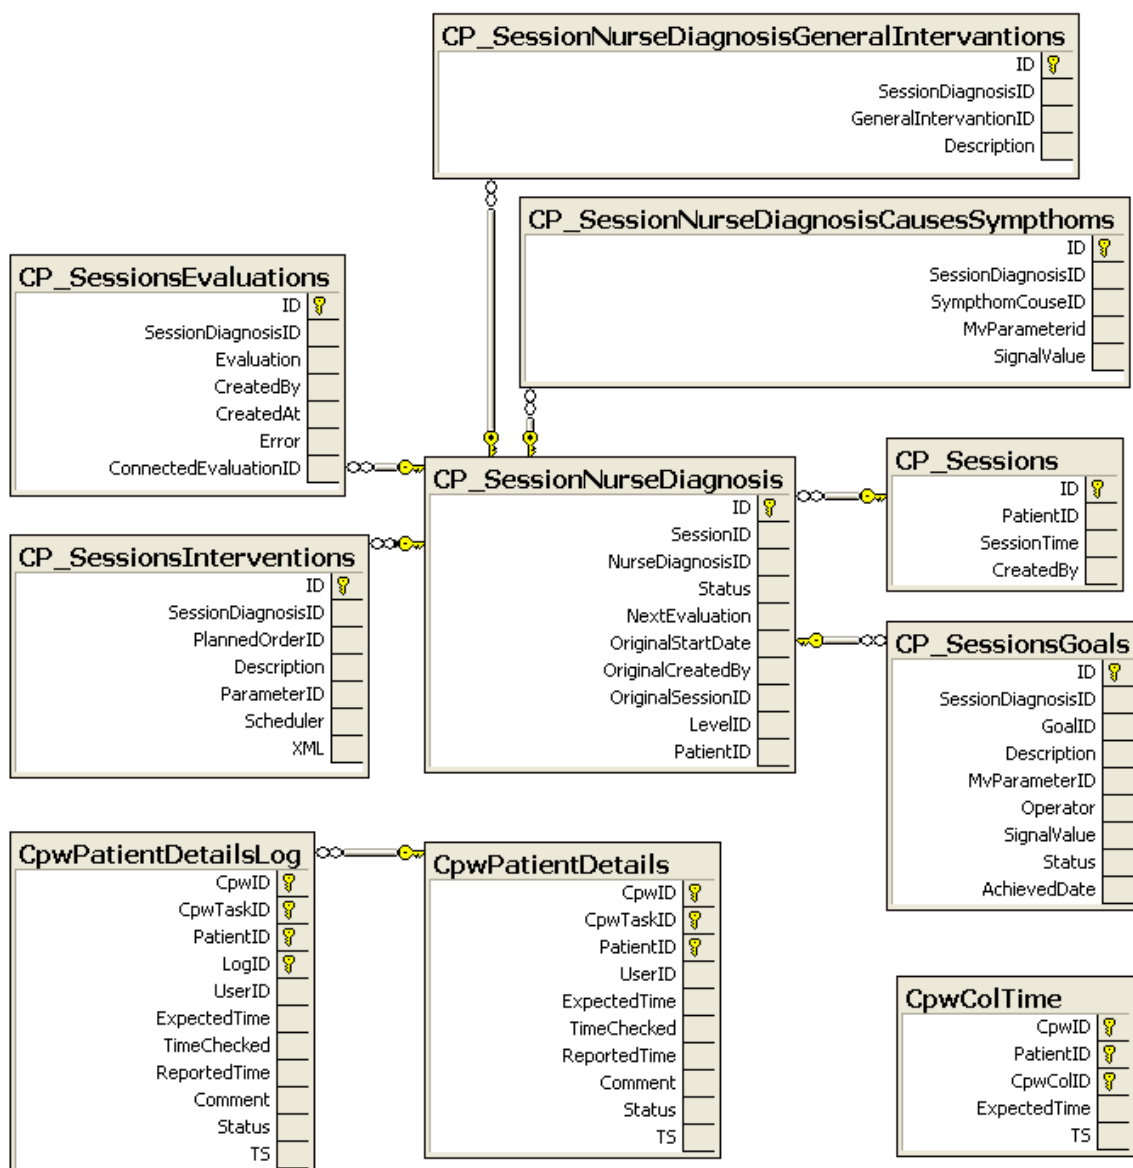 CP_SessionNurseDiagnosisGeneralIntervantions
ID
SessionDiagnosisID
GeneralIntervantionID
Description
CP_SessionNurseDiagnosisCausesSympthoms
ID
SessionDiagnosisID
SympthomCouseID
MvParameterid
SignalValue
CP_SessionsEvaluations
ID
SessionDiagnosisID
Evaluation
CreatedBy
CreatedAt
Error
ConnectedEvaluationID
CP_SessionNurseDiagnosis
ID
SessionID
NurseDiagnosisID
Status
NextEvaluation
OriginalStartDate
OriginalCreatedBy
OriginalSessionID
LevelID
PatientID
CP_Sessions
ID
PatientID
SessionTime
CreatedBy
CP_SessionsInterventions
ID
SessionDiagnosisID
PlannedOrderID
Description
ParameterID
Scheduler
XML
CP_SessionsGoals
ID
SessionDiagnosisID
GoalID
Description
MvParameterID
Operator
SignalValue
Status
AchievedDate
CpwPatientDetailsLog
CpwID
CpwTaskID
PatientID
LogID
UserID
ExpectedTime
TimeChecked
ReportedTime
Comment
Status
TS
CpwPatientDetails
CpwID
CpwTaskID
PatientID
UserID
ExpectedTime
TimeChecked
ReportedTime
Comment
Status
TS
CpwColTime
CpwID
PatientID
CpwColID
ExpectedTime
TS